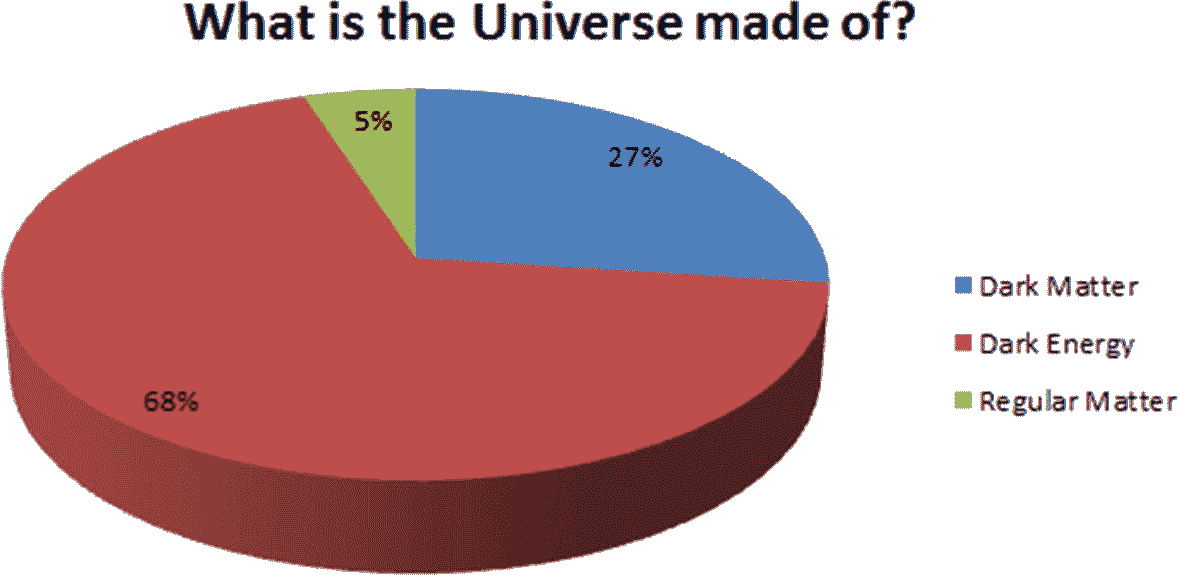 What is the Universe made of?
5%
27%
68%
Dark Matter
Dark Energy
Regular Matter